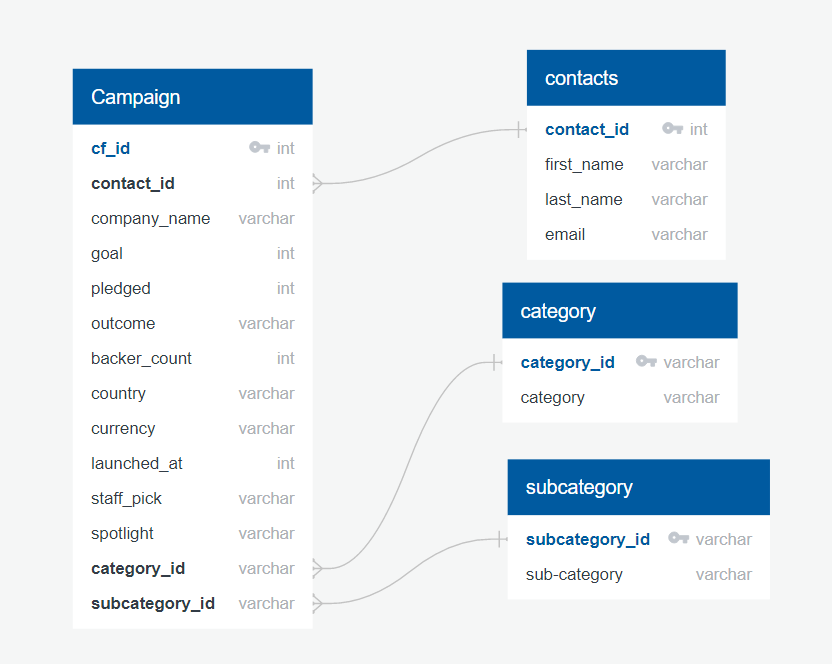 Campaign
cf_id int
contact_id int
company_name varchar
goal int
pledged int
outcome varchar
backer_count int
country varchar
currency varchar
launched_at int
staff_pick varchar
spotlight varchar
category_id varchar
subcategory_id varchar
contacts
contact_id int
first_name varchar
last_name varchar
email varchar
category
category_id varchar
category varchar
subcategory
subcategory_id varchar
sub-category varchar